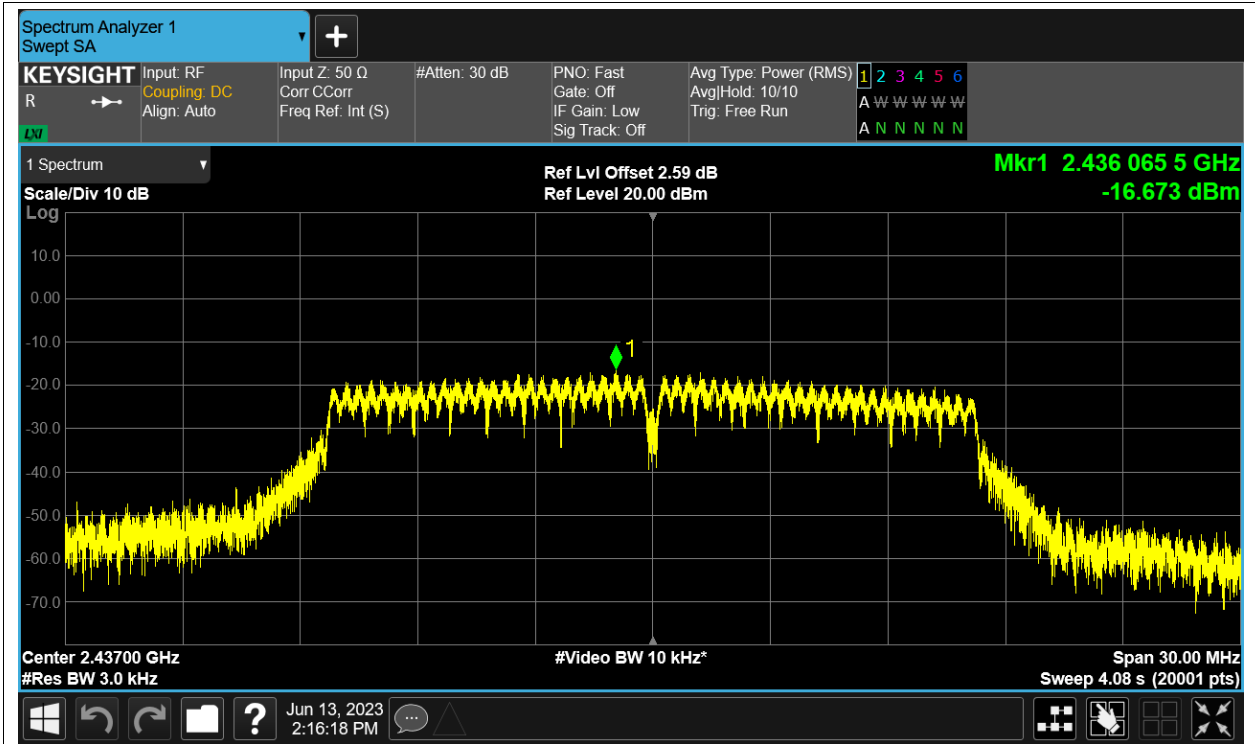 Spectrum Analyzer 1
Swept SA
KEYSIGHT
R
LXI
Input: RF
Coupling: DC
Align: Auto
Input Z: 50 Ω
Corr CCorr
Freq Ref: Int (S)
#Atten: 30 dB
PNO: Fast
Gate: Off
IF Gain: Low
Sig Track: Off
Avg Type: Power (RMS)
Avg|Hold: 10/10
Trig: Free Run
1 2 3 4 5 6
A W W W W W
A N N N N N
1 Spectrum
Scale/Div 10 dB
Log
Ref Lvl Offset 2.59 dB
Ref Level 20.00 dBm
Mkr1 2.436 065 5 GHz
-16.673 dBm
10.0
0.00
-10.0
-20.0
-30.0
-40.0
-50.0
-60.0
-70.0
1
Center 2.43700 GHz
#Res BW 3.0 kHz
#Video BW 10 kHz*
Span 30.00 MHz
Sweep 4.08 s (20001 pts)
?
Jun 13, 2023
2:16:18 PM